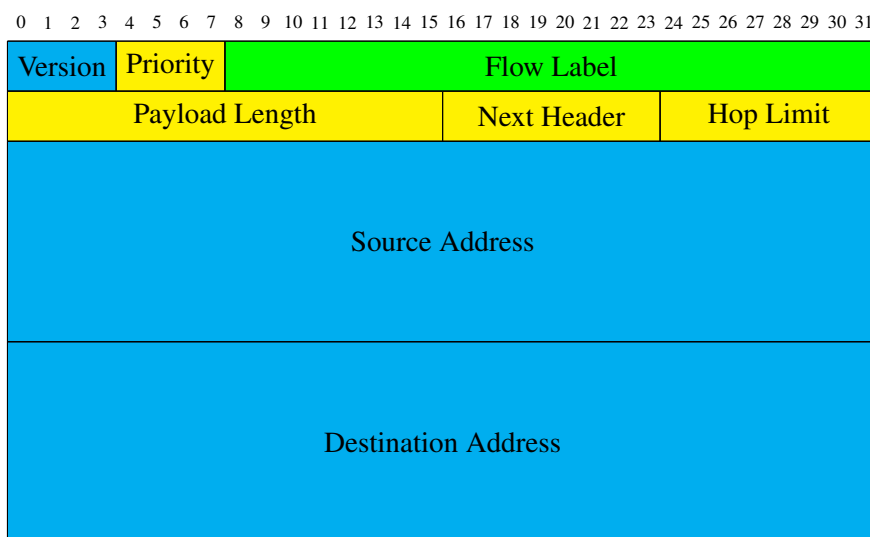 0 1 2 3 4 5 6 7 8 9 10 11 12 13 14 15 16 17 18 19 20 21 22 23 24 25 26 27 28 29 30 31
Version Priority Flow Label
Payload Length Next Header Hop Limit
Source Address
Destination Address